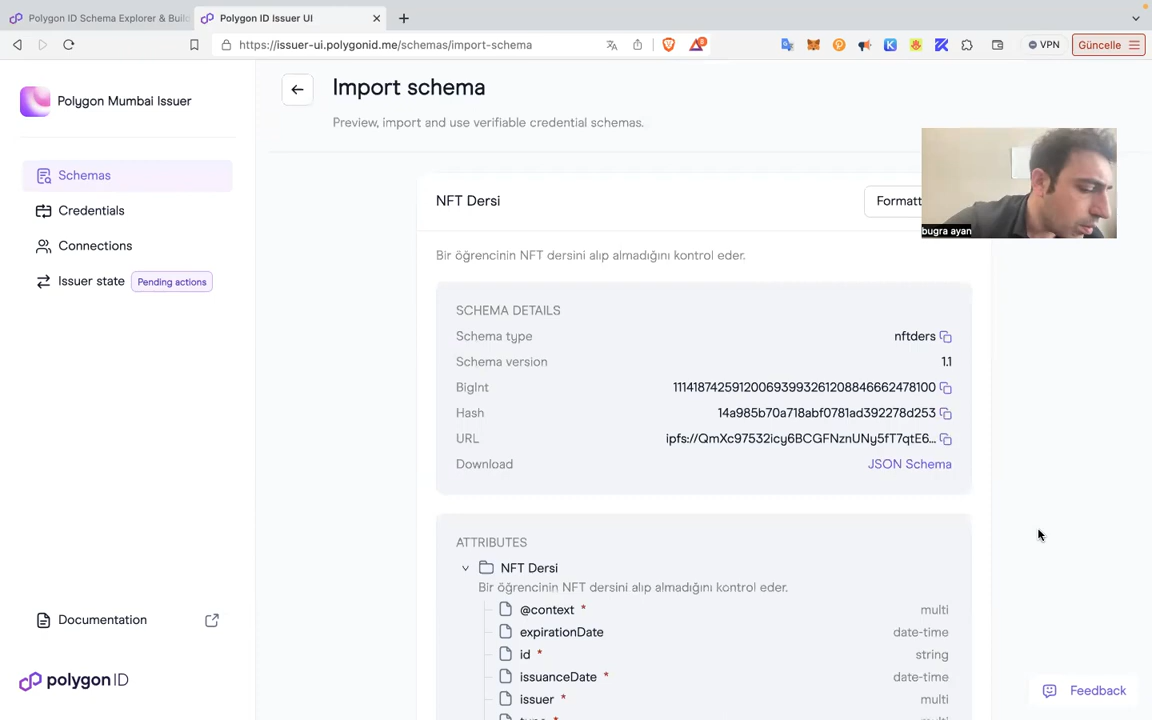 Polygon ID Schema Explorer & Build
Polygon ID Issuer UI
https://issuer-ui.polygonid.me/schemas/import-schema
VPN
Güncelle
Polygon Mumbai Issuer
Schemas
Credentials
Connections
Issuer state
Pending actions
Documentation
polygon ID
Import schema
Preview, import and use verifiable credential schemas.
NFT Dersi
Formatt
bugra ayan
Bir öğrencinin NFT dersini alıp almadığını kontrol eder.
SCHEMA DETAILS
Schema type nftders
Schema version 1.1
BigInt 111418742591200693993261208846662478100
Hash 14a985b70a718abf0781ad392278d253
URL ipfs://QmXc97532icy6BCGFNznUNy5fT7qtE6...
Download JSON Schema
ATTRIBUTES
NFT Dersi
Bir öğrencinin NFT dersini alıp almadığını kontrol eder.
@context * multi
expirationDate date-time
id * string
issuanceDate * date-time
issuer * multi
Feedback